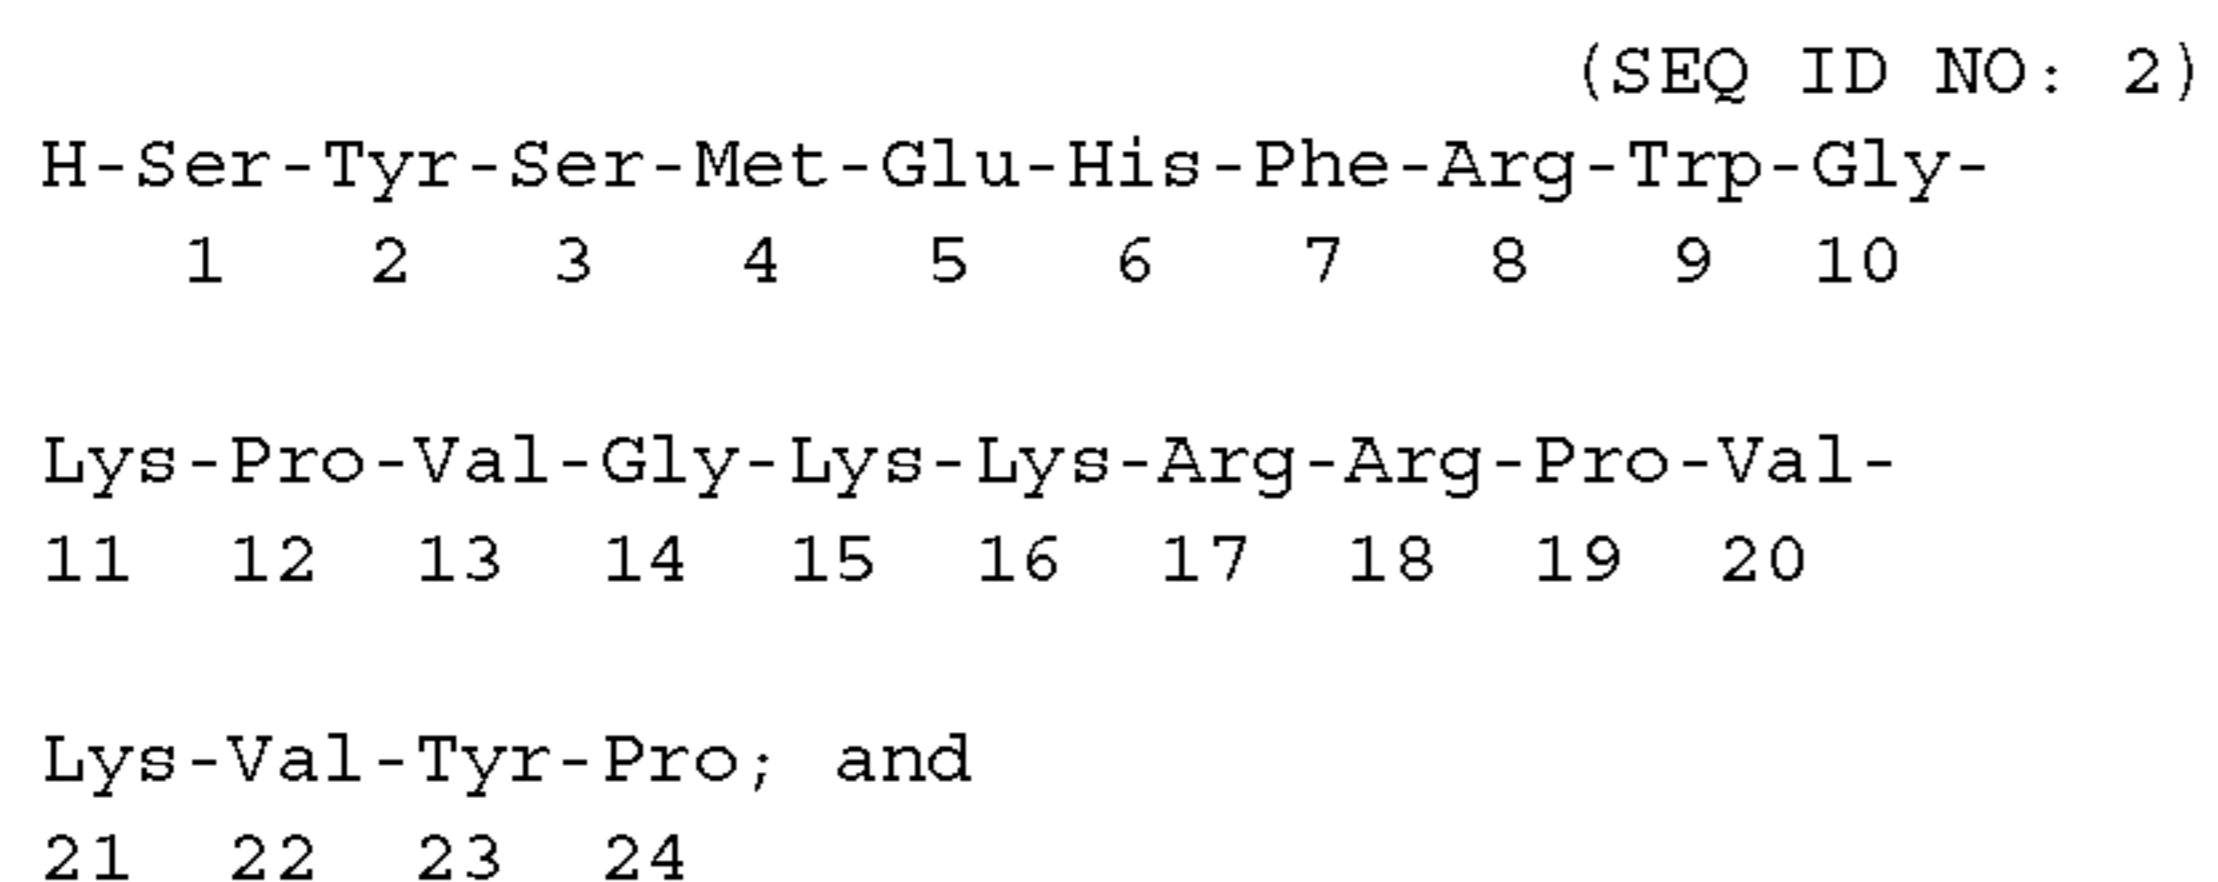 (SEQ ID NO: 2)
H-Ser-Tyr-Ser-Met-Glu-His-Phe-Arg-Trp-Gly-
1 2 3 4 5 6 7 8 9 10
Lys-Pro-Val-Gly-Lys-Lys-Arg-Arg-Pro-Val-
11 12 13 14 15 16 17 18 19 20
Lys-Val-Tyr-Pro; and
21 22 23 24